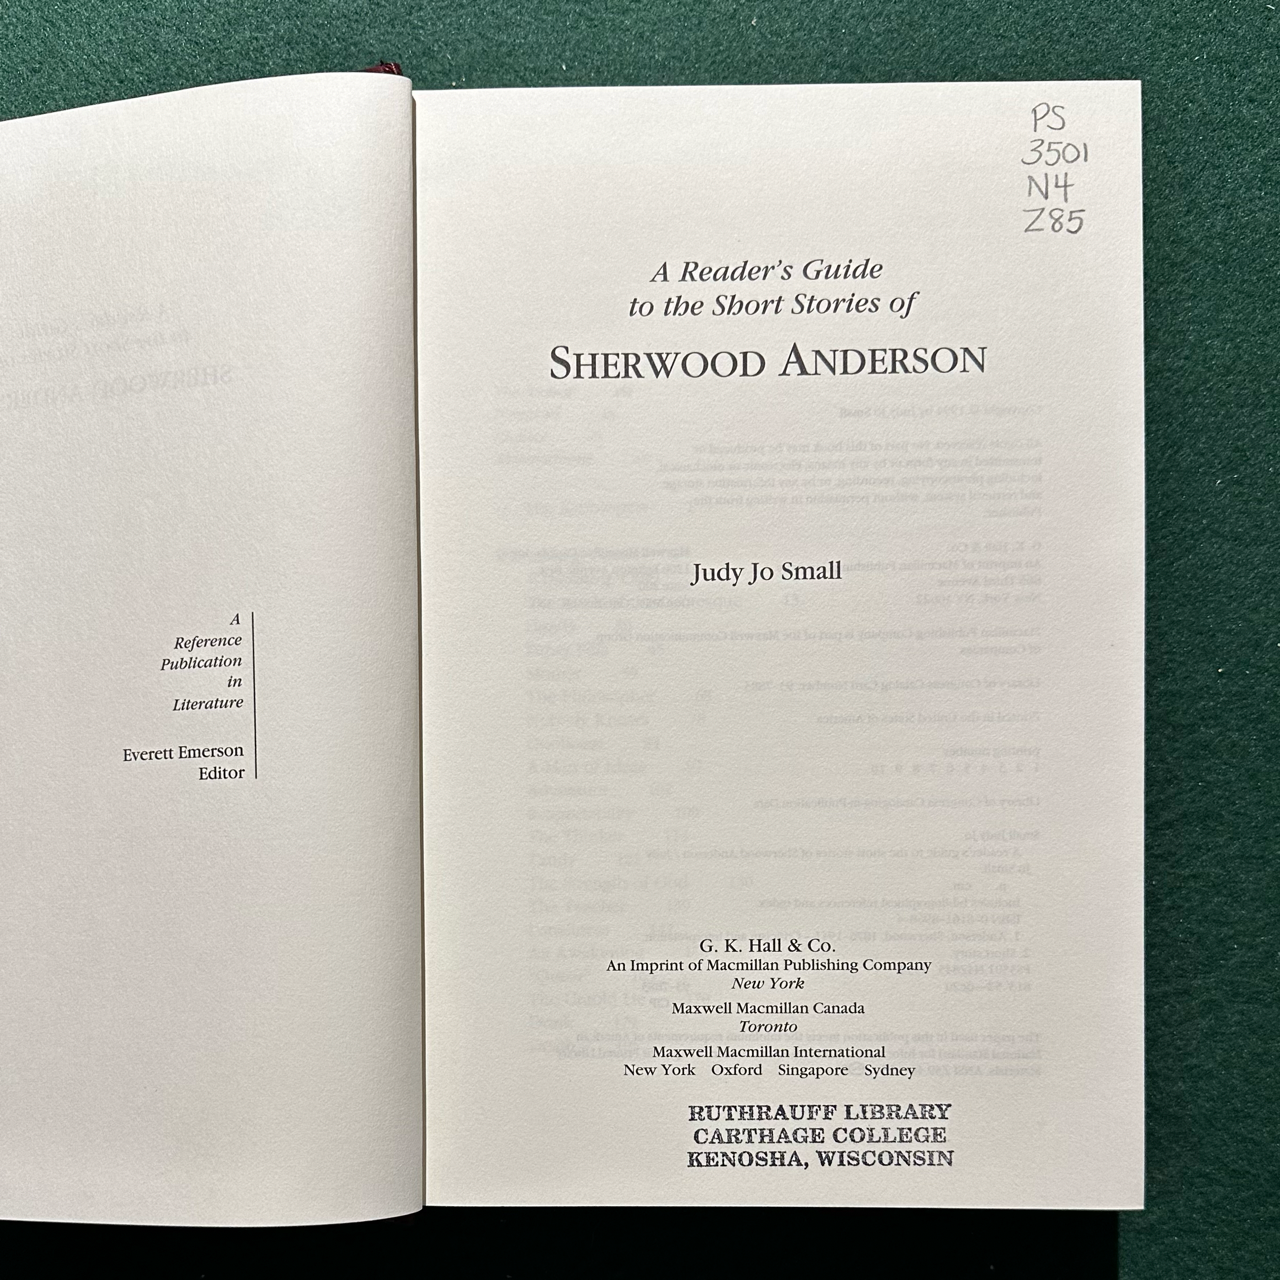 A
Reference
Publication
in
Literature
Everett Emerson
Editor
PS
3501
N4
Z85
A Reader's Guide
to the Short Stories of
SHERWOOD ANDERSON
Judy Jo Small
G. K. Hall & Co.
An Imprint of Macmillan Publishing Company
New York
Maxwell Macmillan Canada
Toronto
Maxwell Macmillan International
New York Oxford Singapore Sydney
RUTHRAUFF LIBRARY
CARTHAGE COLLEGE
KENOSHA, WISCONSIN